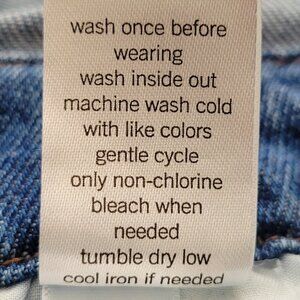 wash once before
wearing
wash inside out
machine wash cold
with like colors
gentle cycle
only non-chlorine
bleach when
needed
tumble dry low
cool iron if needed